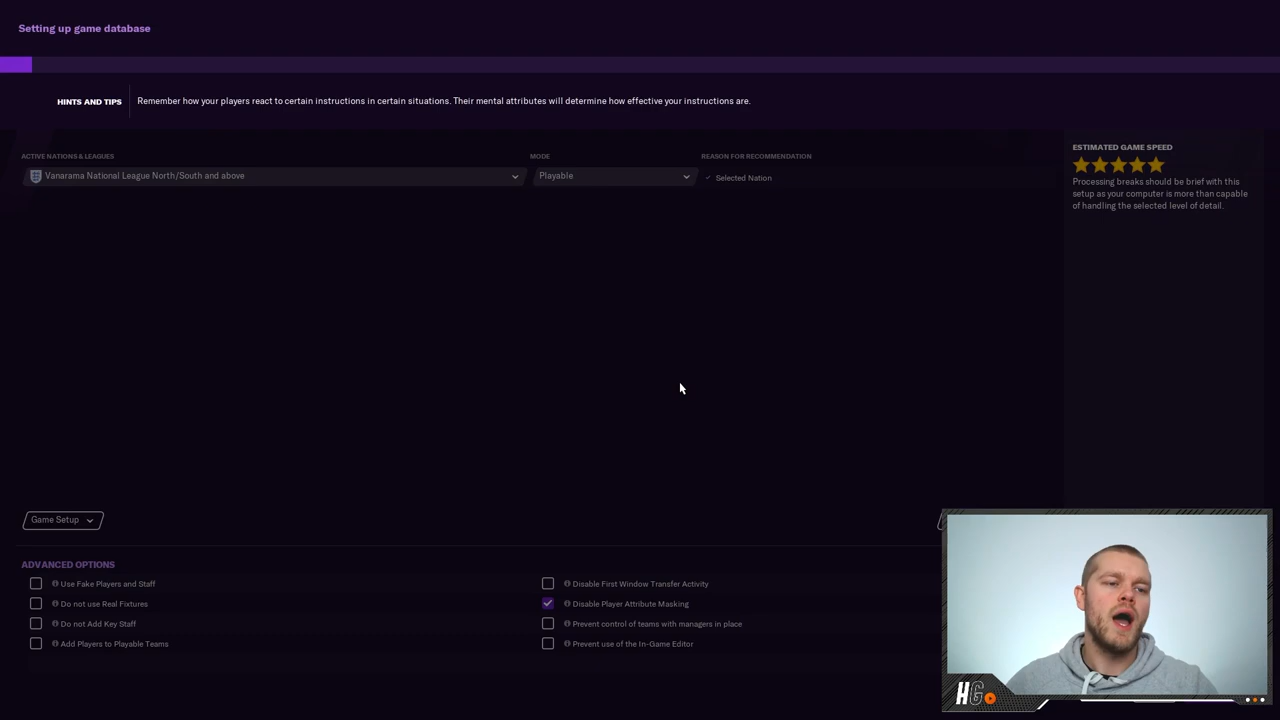 Setting up game database
HINTS AND TIPS
Remember how your players react to certain instructions in certain situations. Their mental attributes will determine how effective your instructions are.
ACTIVE NATIONS & LEAGUES
MODE
REASON FOR RECOMMENDATION
ESTIMATED GAME SPEED
Vanarama National League North/South and above
Playable
Selected Nation
Processing breaks should be brief with this
setup as your computer is more than capable
of handling the selected level of detail.
Game Setup
ADVANCED OPTIONS
Use Fake Players and Staff
Disable First Window Transfer Activity
Do not use Real Fixtures
Disable Player Attribute Masking
Do not Add Key Staff
Prevent control of teams with managers in place
Add Players to Playable Teams
Prevent use of the In-Game Editor
HG